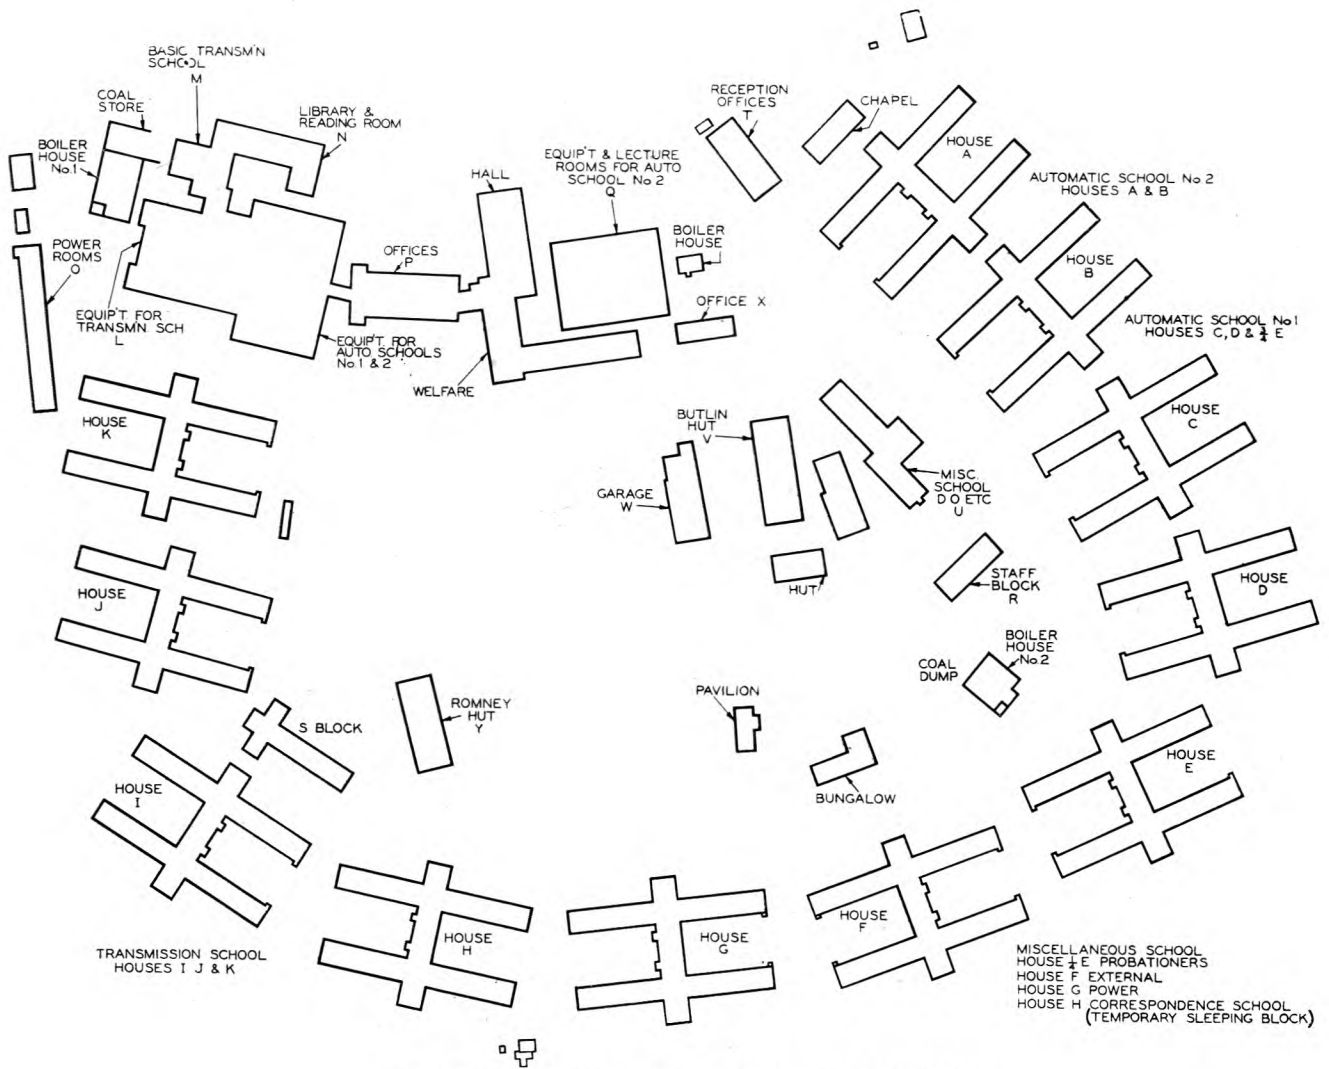 BASIC TRANSM'N
SCHOOL
M
COAL
STORE
LIBRARY &
READING ROOM
N
BOILER
HOUSE
No.1
HALL
EQUIP'T & LECTURE
ROOMS FOR AUTO
SCHOOL No 2
Q
RECEPTION
OFFICES
T
CHAPEL
HOUSE
A
AUTOMATIC SCHOOL No. 2
HOUSES A & B
POWER
ROOMS
O
OFFICES
P
BOILER
HOUSE
HOUSE
B
EQUIP'T FOR
TRANSM'N. SCH
L
EQUIP'T. FOR
AUTO SCHOOLS
No.1 & 2
OFFICE X
AUTOMATIC SCHOOL No 1
HOUSES C, D & ¾ E
WELFARE
HOUSE
K
BUTLIN
HUT
V
HOUSE
C
GARAGE
W
MISC.
SCHOOL
D O ETC
U
HUT
STAFF
BLOCK
R
HOUSE
D
HOUSE
J
BOILER
HOUSE
No.2
COAL
DUMP
S BLOCK
ROMNEY
HUT
Y
PAVILION
HOUSE
E
HOUSE
I
BUNGALOW
HOUSE
F
HOUSE
H
HOUSE
G
TRANSMISSION SCHOOL
HOUSES I J & K
MISCELLANEOUS SCHOOL
HOUSE ¼ E PROBATIONERS
HOUSE F EXTERNAL
HOUSE G POWER
HOUSE H CORRESPONDENCE SCHOOL
(TEMPORARY SLEEPING BLOCK)